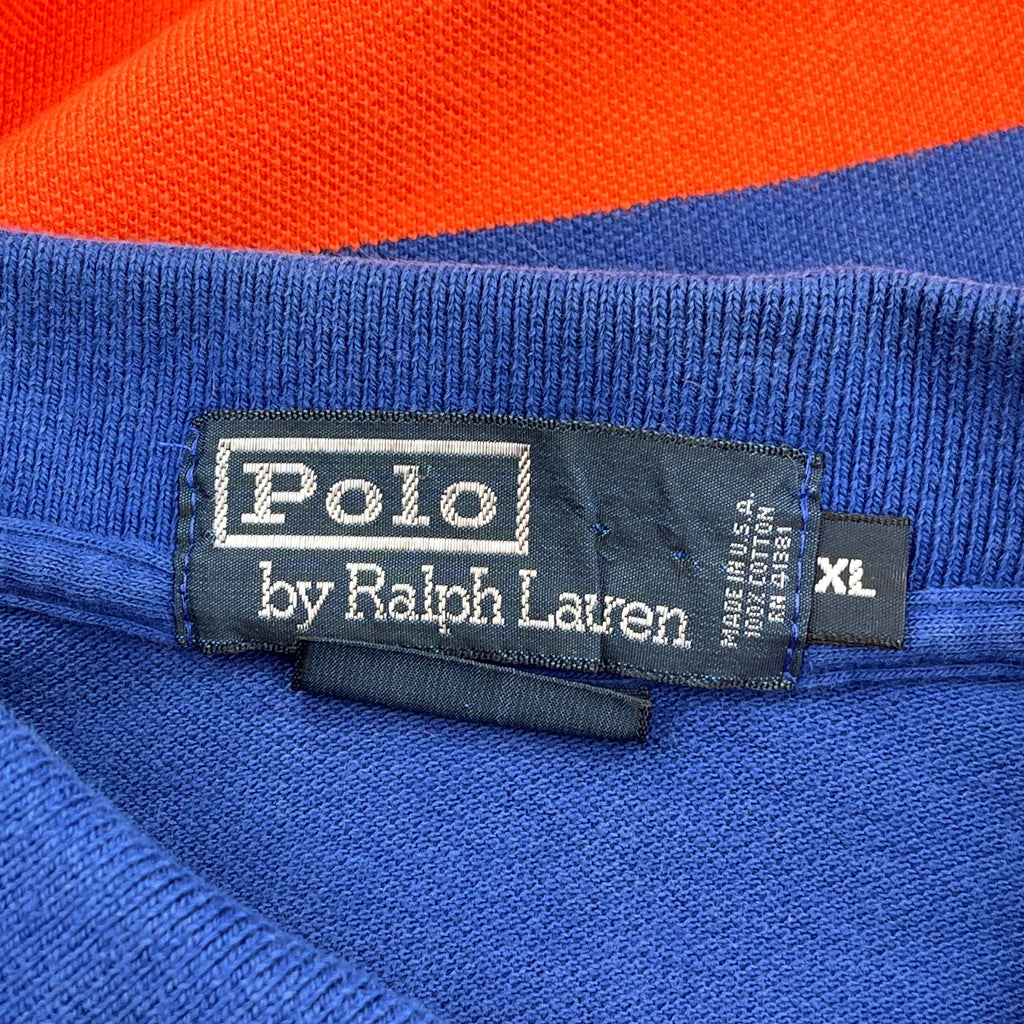 Polo
by Ralph Lauren
MADE IN U.S.A.
100% COTTON
RN 41381
XL